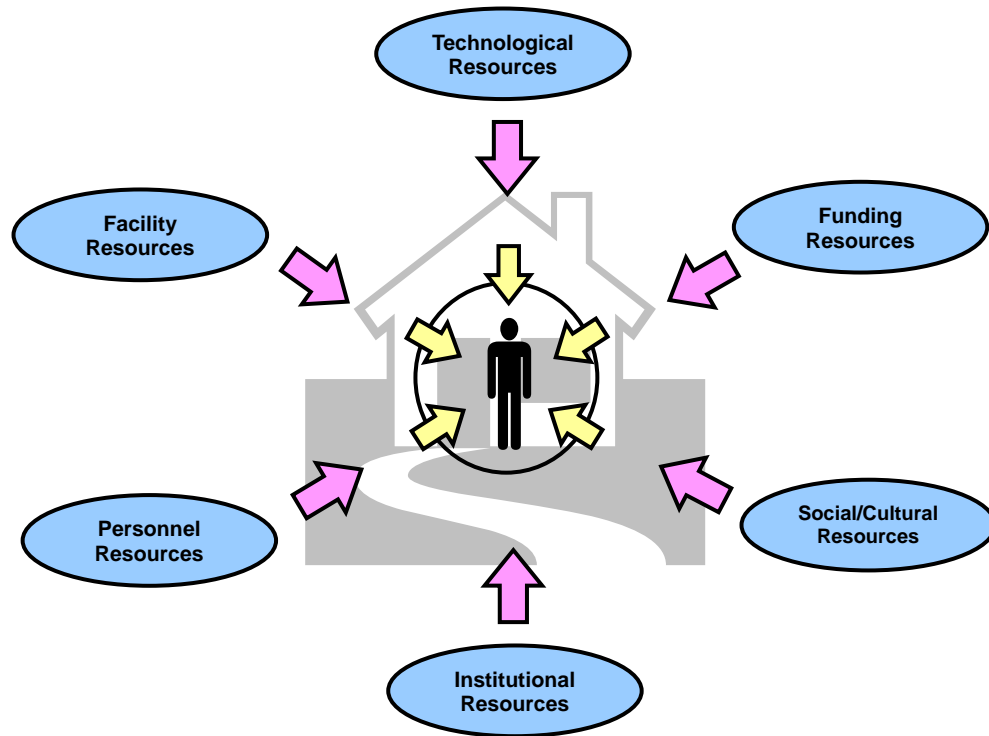 Technological
Resources
Facility
Resources
Funding
Resources
Personnel
Resources
Social/Cultural
Resources
Institutional
Resources